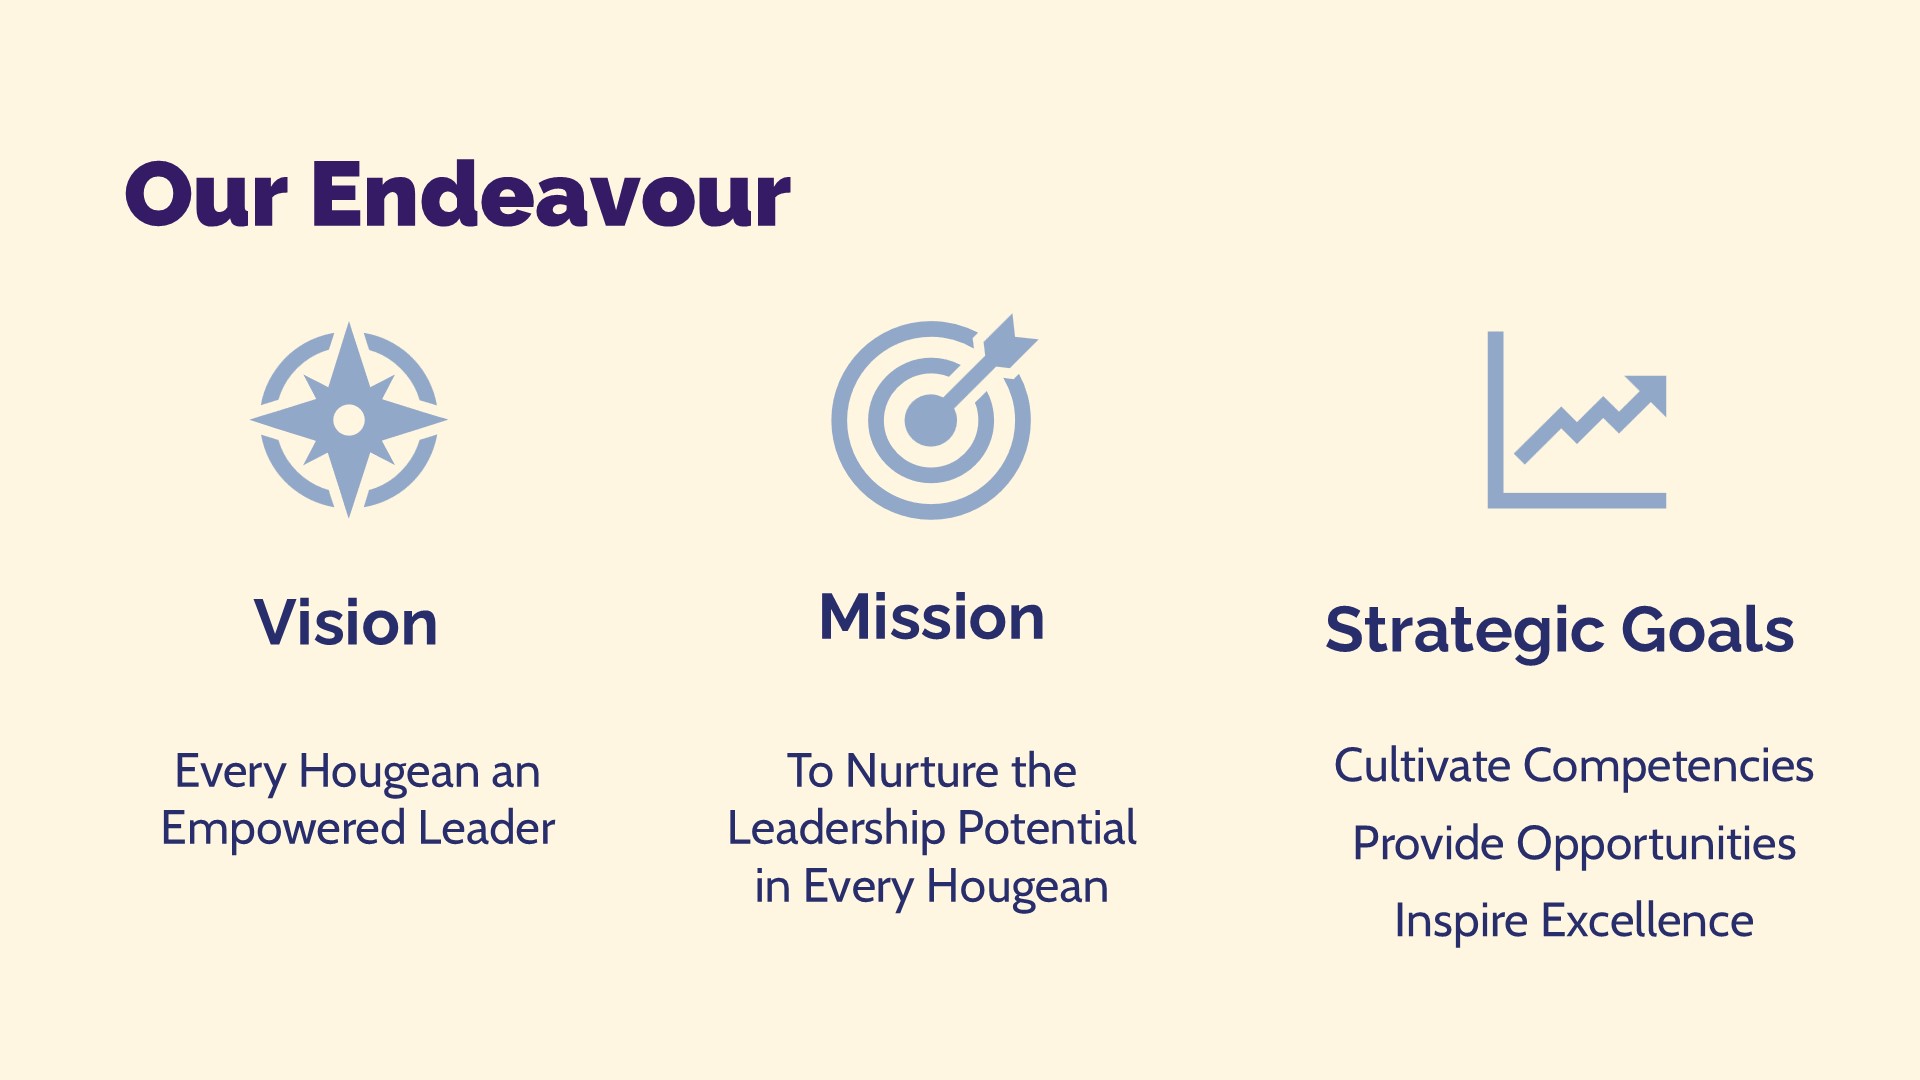 Our Endeavour
Vision
Every Hougean an
Empowered Leader
Mission
To Nurture the
Leadership Potential
in Every Hougean
Strategic Goals
Cultivate Competencies
Provide Opportunities
Inspire Excellence